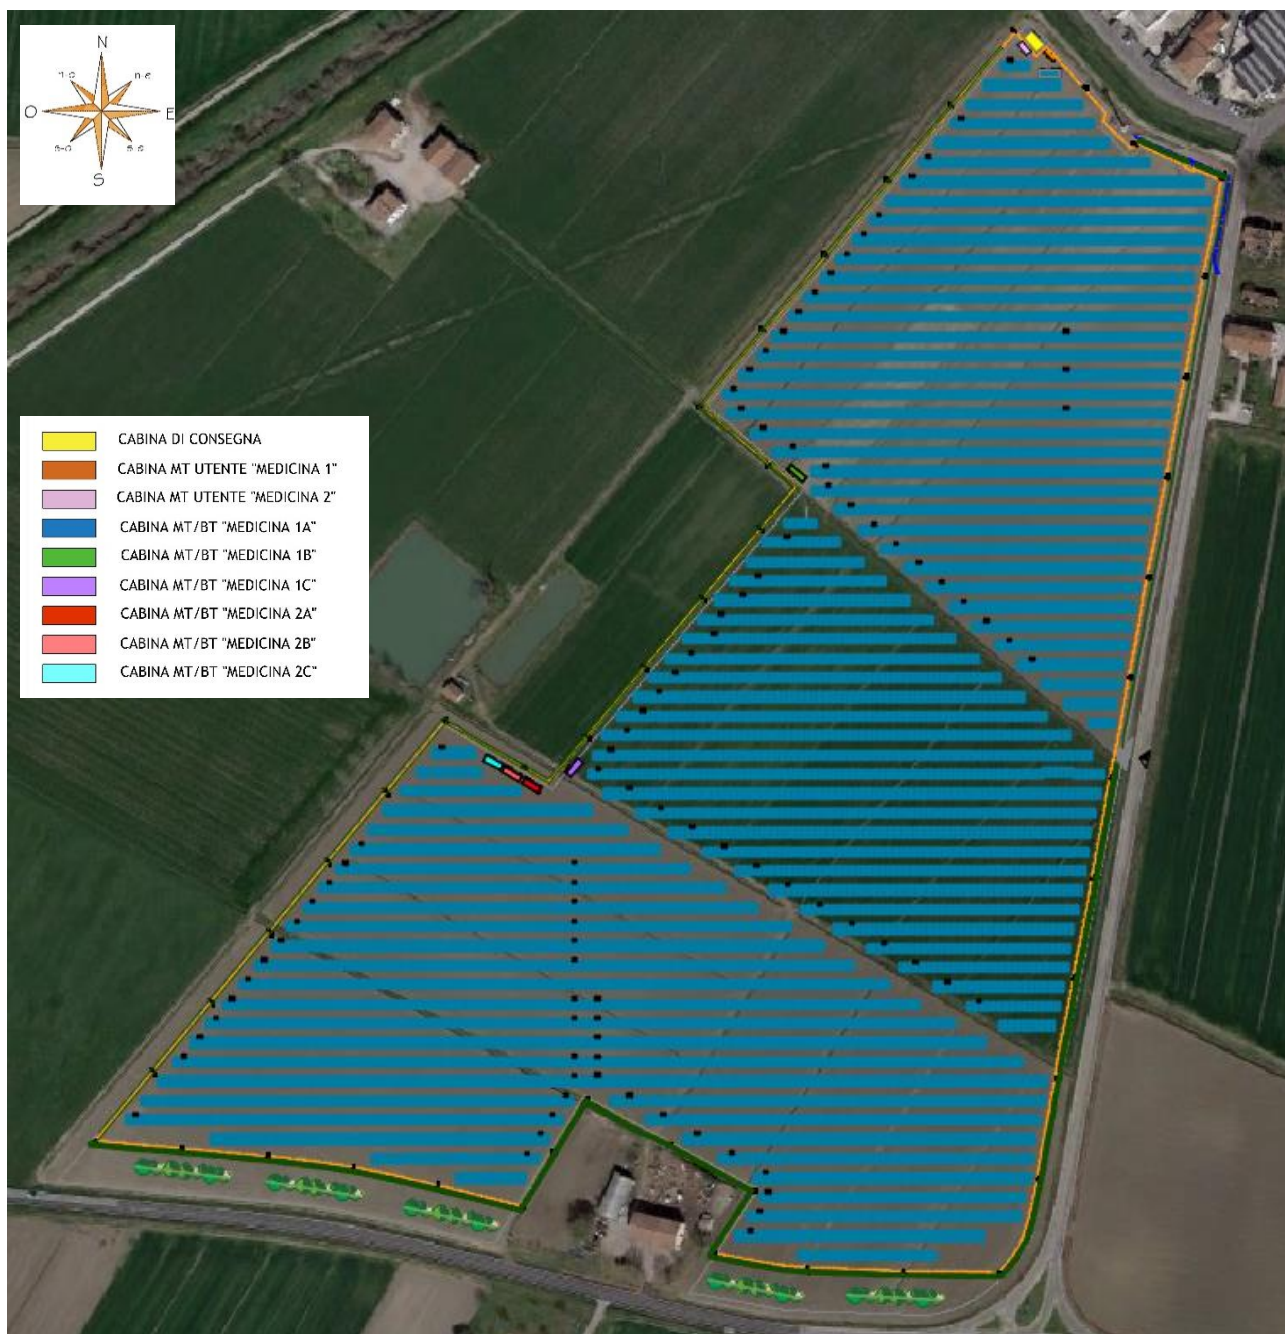 N
n-o
n-e
O
E
s-o
s-e
S
CABINA DI CONSEGNA
CABINA MT UTENTE "MEDICINA 1"
CABINA MT UTENTE "MEDICINA 2"
CABINA MT/BT "MEDICINA 1A"
CABINA MT/BT "MEDICINA 1B"
CABINA MT/BT "MEDICINA 1C"
CABINA MT/BT "MEDICINA 2A"
CABINA MT/BT "MEDICINA 2B"
CABINA MT/BT "MEDICINA 2C"